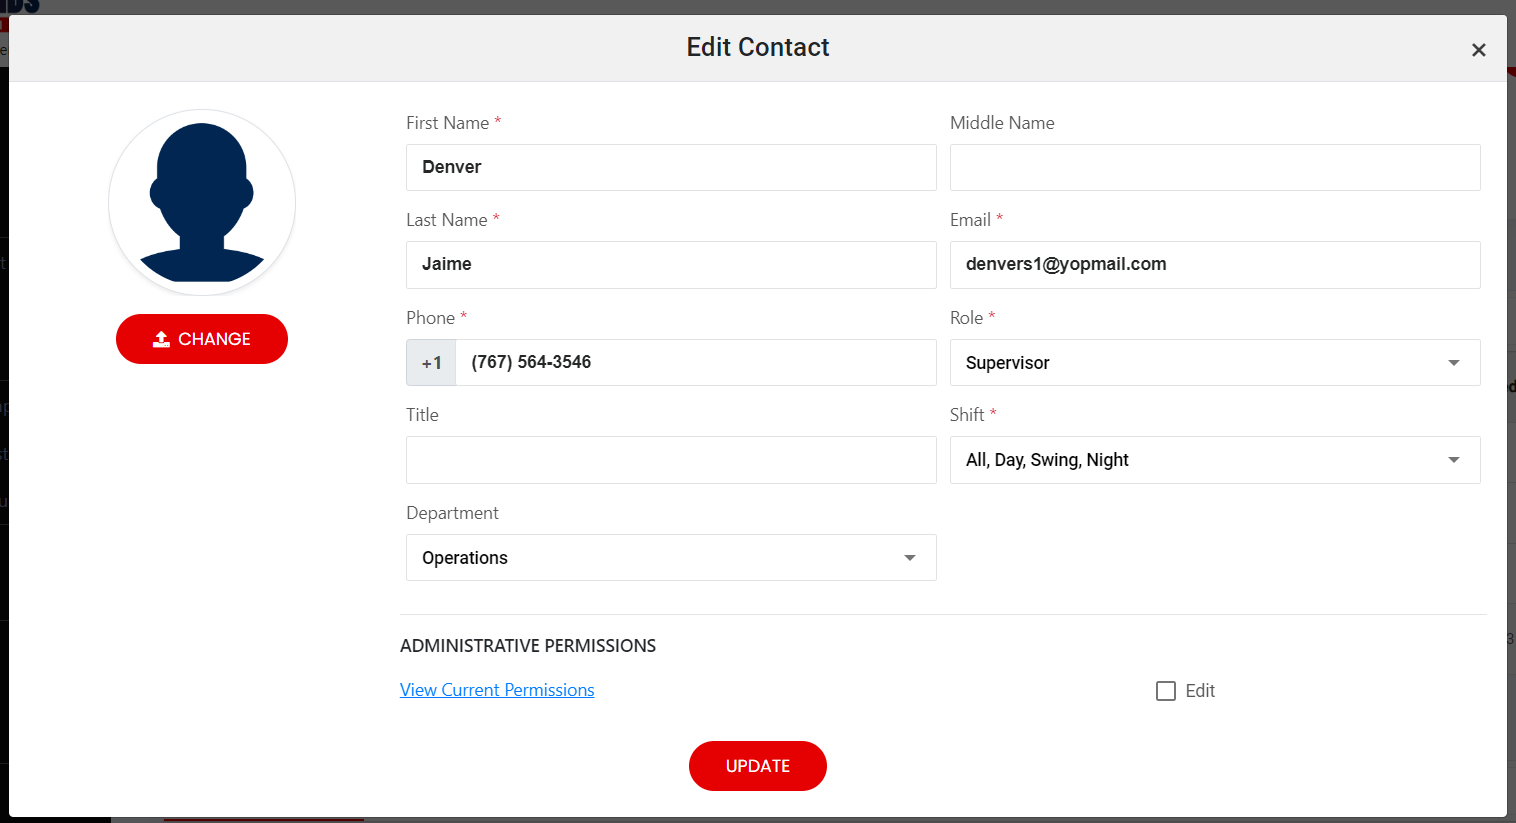 Edit Contact
×
First Name *
Middle Name
Denver
Last Name *
Email *
Jaime
denvers1@yopmail.com
CHANGE
Phone *
Role *
+1 (767) 564-3546
Supervisor
Title
Shift *
All, Day, Swing, Night
Department
Operations
ADMINISTRATIVE PERMISSIONS
View Current Permissions
Edit
UPDATE